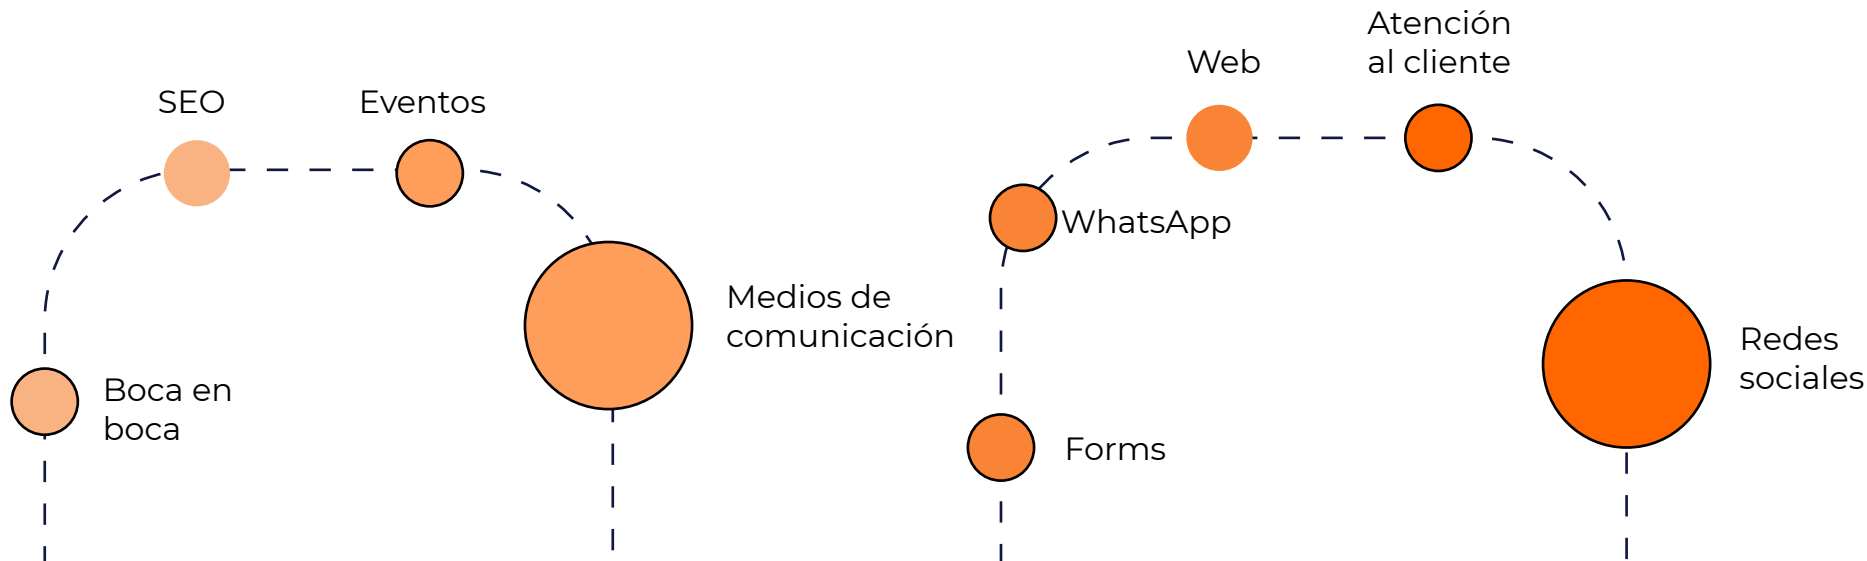 SEO
Eventos
Boca en
boca
Medios de
comunicación
Web
Atención
al cliente
WhatsApp
Forms
Redes
sociales